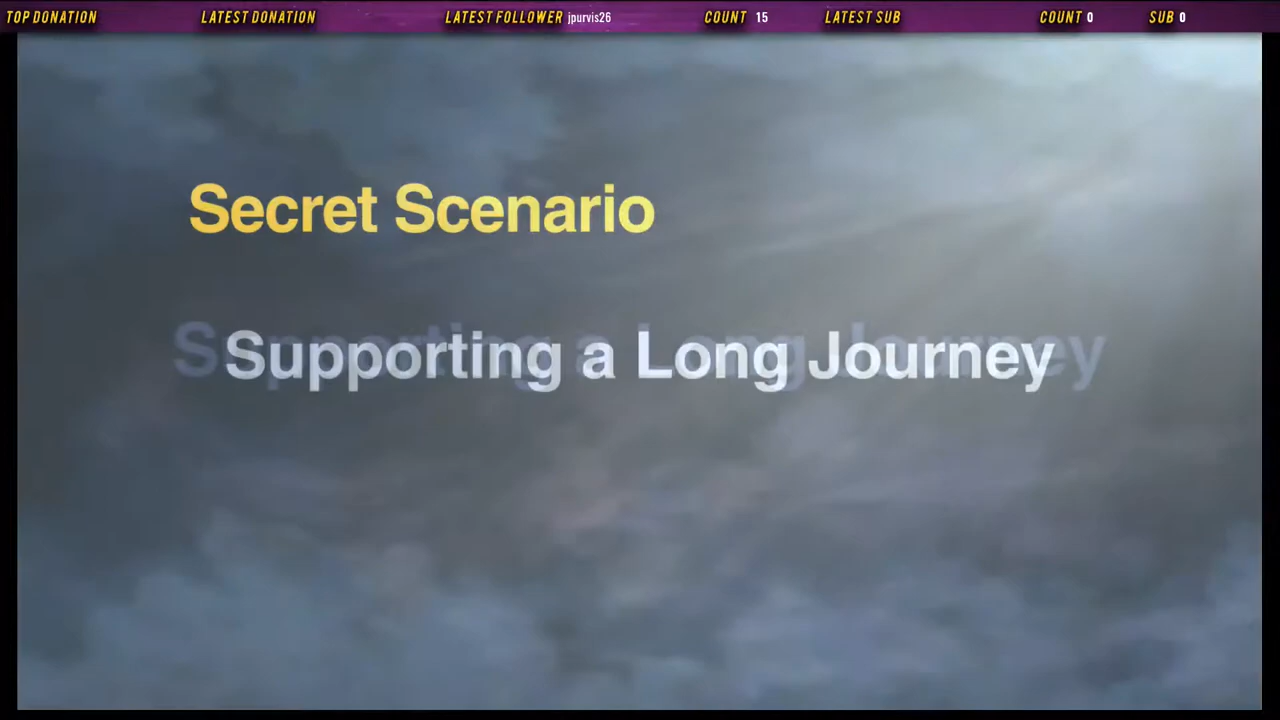 TOP DONATION LATEST DONATION LATEST FOLLOWER jpurvis26 COUNT 15 LATEST SUB COUNT 0 SUB 0
Secret Scenario
Supporting a Long Journey